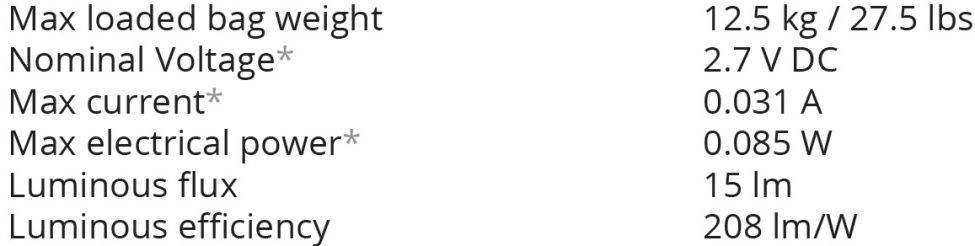 Max loaded bag weight 12.5 kg / 27.5 lbs
Nominal Voltage* 2.7 V DC
Max current* 0.031 A
Max electrical power* 0.085 W
Luminous flux 15 lm
Luminous efficiency 208 lm/W